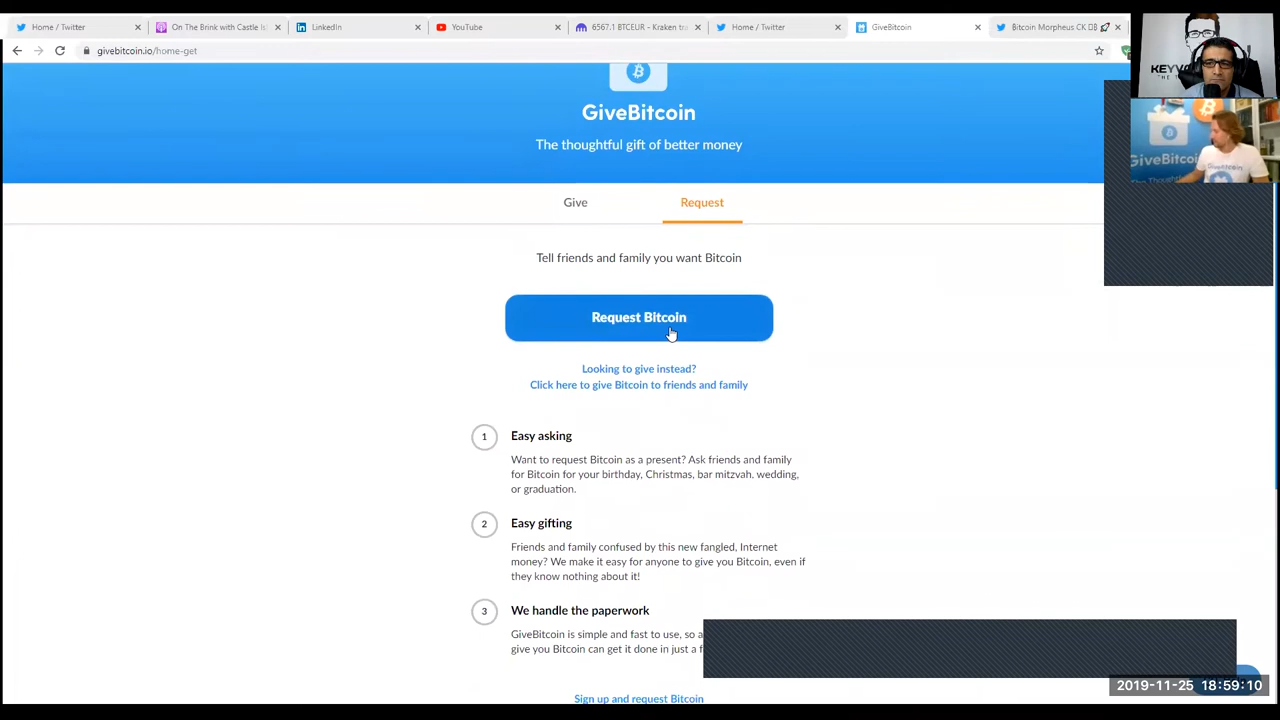 Home / Twitter
On The Brink with Castle Is
LinkedIn
YouTube
6567.1 BTCEUR - Kraken tr
Home / Twitter
GiveBitcoin
Bitcoin Morpheus CK DB
givebitcoin.io/home-get
GiveBitcoin
The thoughtful gift of better money
Give
Request
Tell friends and family you want Bitcoin
Request Bitcoin
Looking to give instead?
Click here to give Bitcoin to friends and family
1
Easy asking
Want to request Bitcoin as a present? Ask friends and family
for Bitcoin for your birthday, Christmas, bar mitzvah, wedding,
or graduation.
2
Easy gifting
Friends and family confused by this new fangled, Internet
money? We make it easy for anyone to give you Bitcoin, even if
they know nothing about it!
3
We handle the paperwork
GiveBitcoin is simple and fast to use, so a
give you Bitcoin can get it done in just a f
Sign up and request Bitcoin
KEYV
GiveBitcoi
2019-11-25 18:59:10